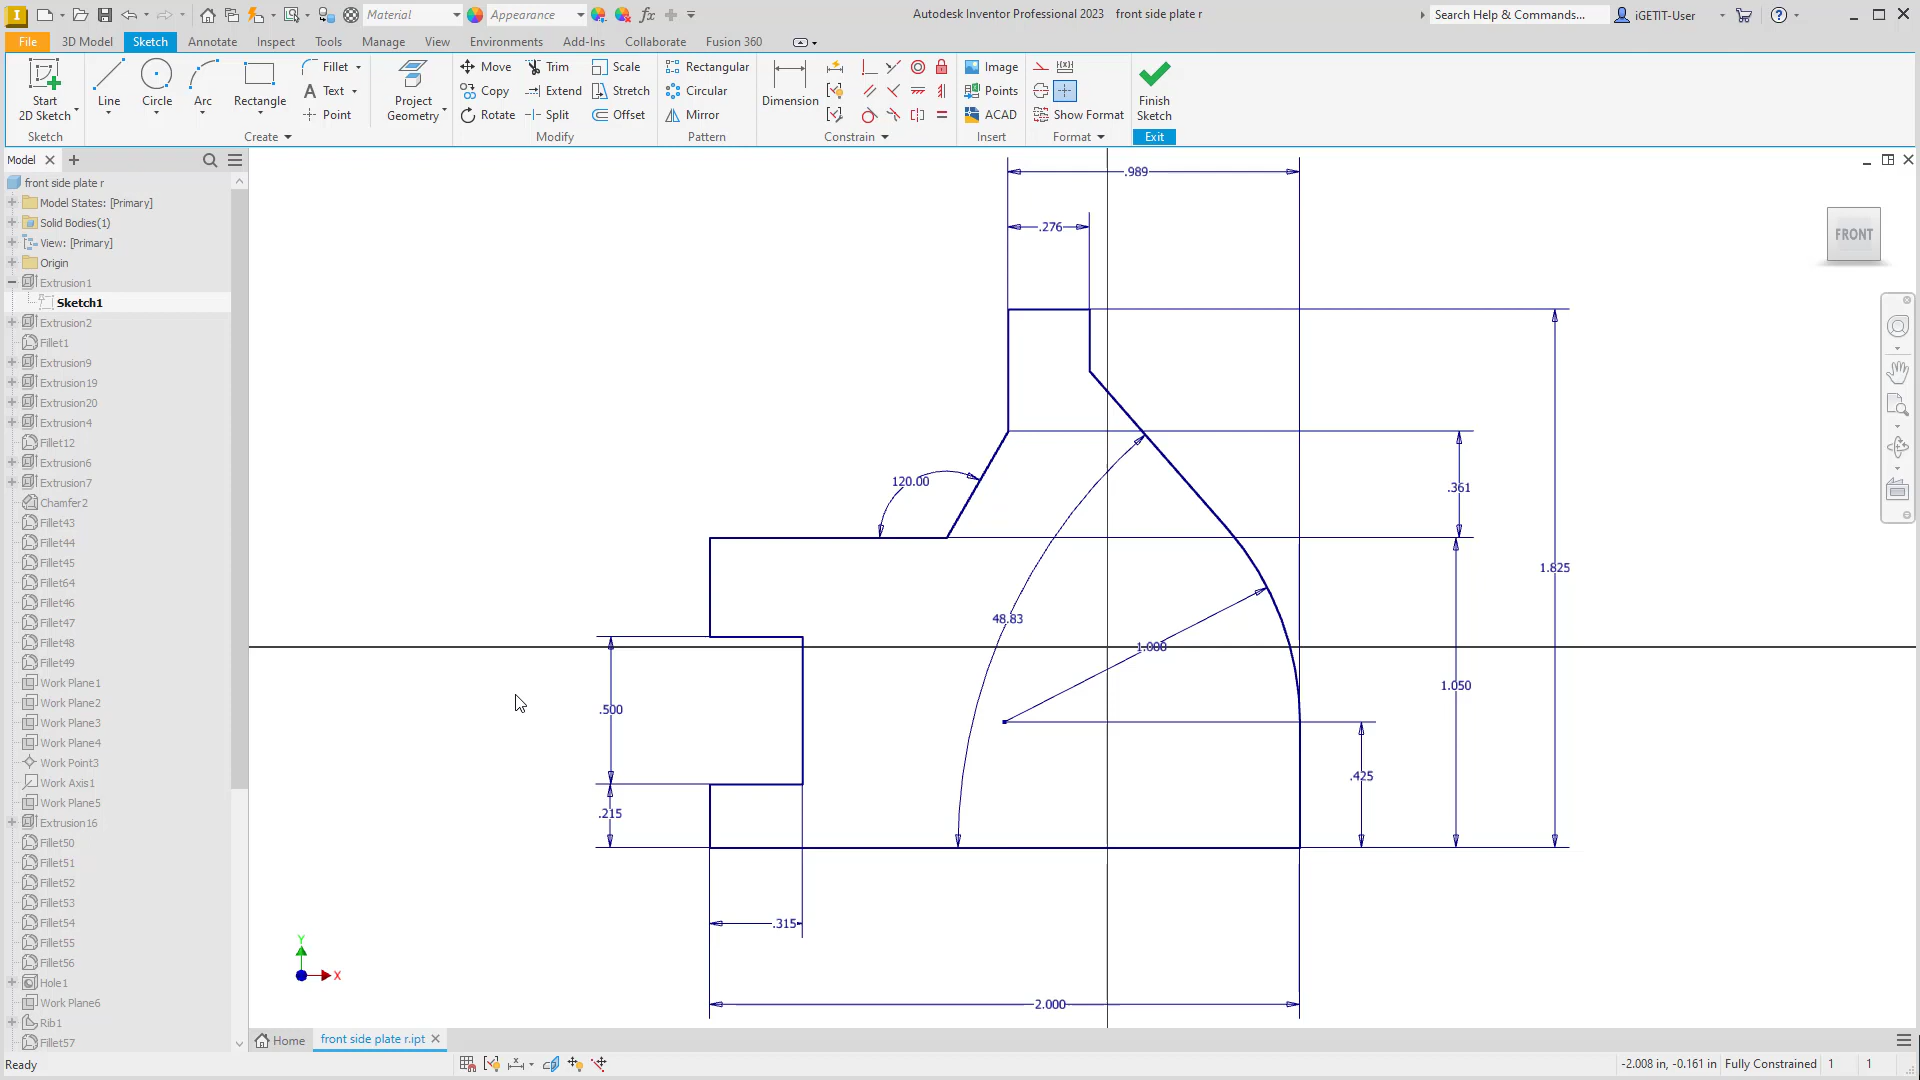 I PRO
Material
Appearance
fx
Autodesk Inventor Professional 2023 front side plate r
Search Help & Commands...
iGETIT-User
File
3D Model
Sketch
Annotate
Inspect
Tools
Manage
View
Environments
Add-Ins
Collaborate
Fusion 360
Start
2D Sketch
Line
Circle
Arc
Rectangle
Fillet
Text
Point
Project
Geometry
Move
Copy
Rotate
Trim
Extend
Split
Scale
Stretch
Offset
Rectangular
Circular
Mirror
Dimension
Image
Points
ACAD
Show Format
Finish
Sketch
Sketch
Create
Modify
Pattern
Constrain
Insert
Format
Exit
Model
front side plate r
Model States: [Primary]
Solid Bodies(1)
View: [Primary]
Origin
Extrusion1
Sketch1
Extrusion2
Fillet1
Extrusion9
Extrusion19
Extrusion20
Extrusion4
Fillet12
Extrusion6
Extrusion7
Chamfer2
Fillet43
Fillet44
Fillet45
Fillet64
Fillet46
Fillet47
Fillet48
Fillet49
Work Plane1
Work Plane2
Work Plane3
Work Plane4
Work Point3
Work Axis1
Work Plane5
Extrusion16
Fillet50
Fillet51
Fillet52
Fillet53
Fillet54
Fillet55
Fillet56
Hole1
Work Plane6
Rib1
Fillet57
.989
.276
FRONT
120.00
.361
1.825
48.83
1.000
1.050
.500
.425
.215
.315
2.000
Y
X
Home
front side plate r.ipt
Ready
-2.008 in, -0.161 in
Fully Constrained
1
1